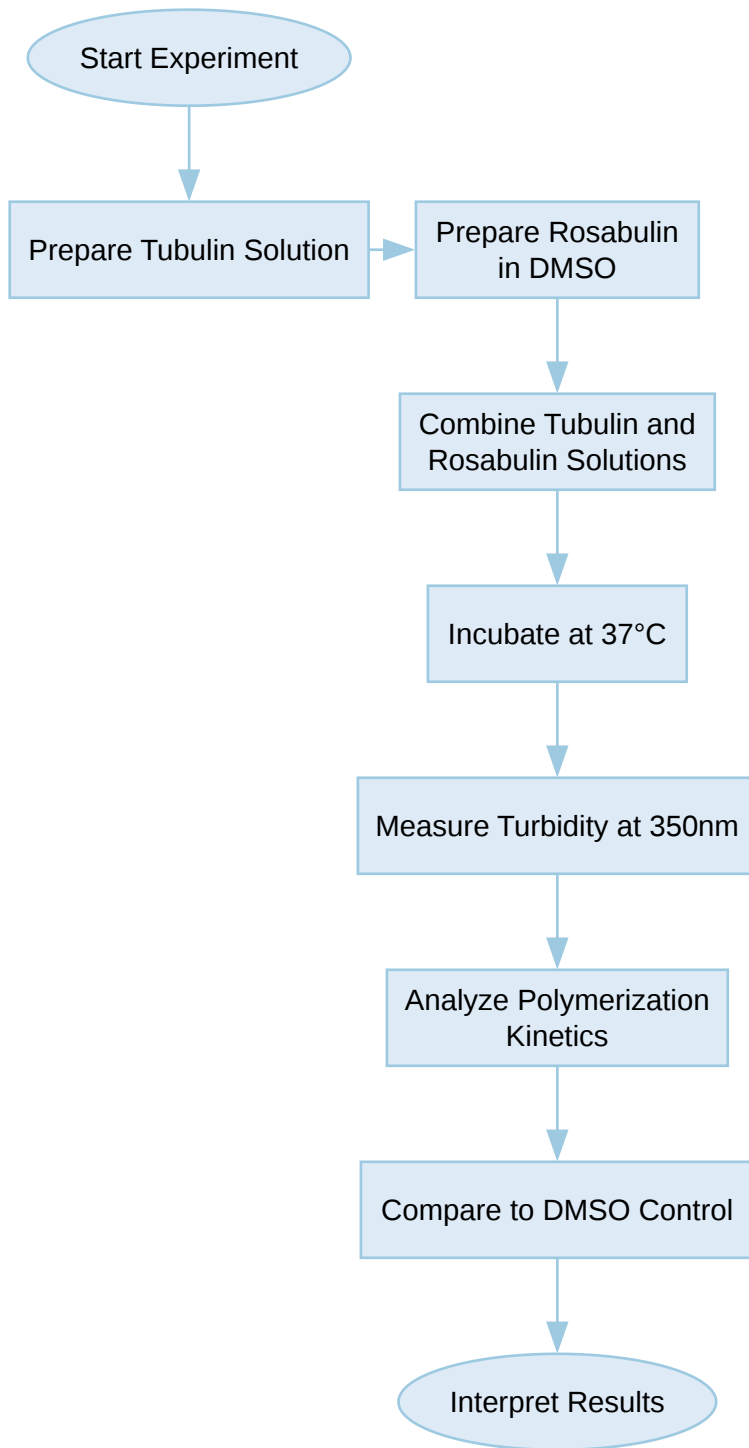 Start Experiment
Prepare Tubulin Solution
Prepare Rosabulin
in DMSO
Combine Tubulin and
Rosabulin Solutions
Incubate at 37°C
Measure Turbidity at 350nm
Analyze Polymerization
Kinetics
Compare to DMSO Control
Interpret Results